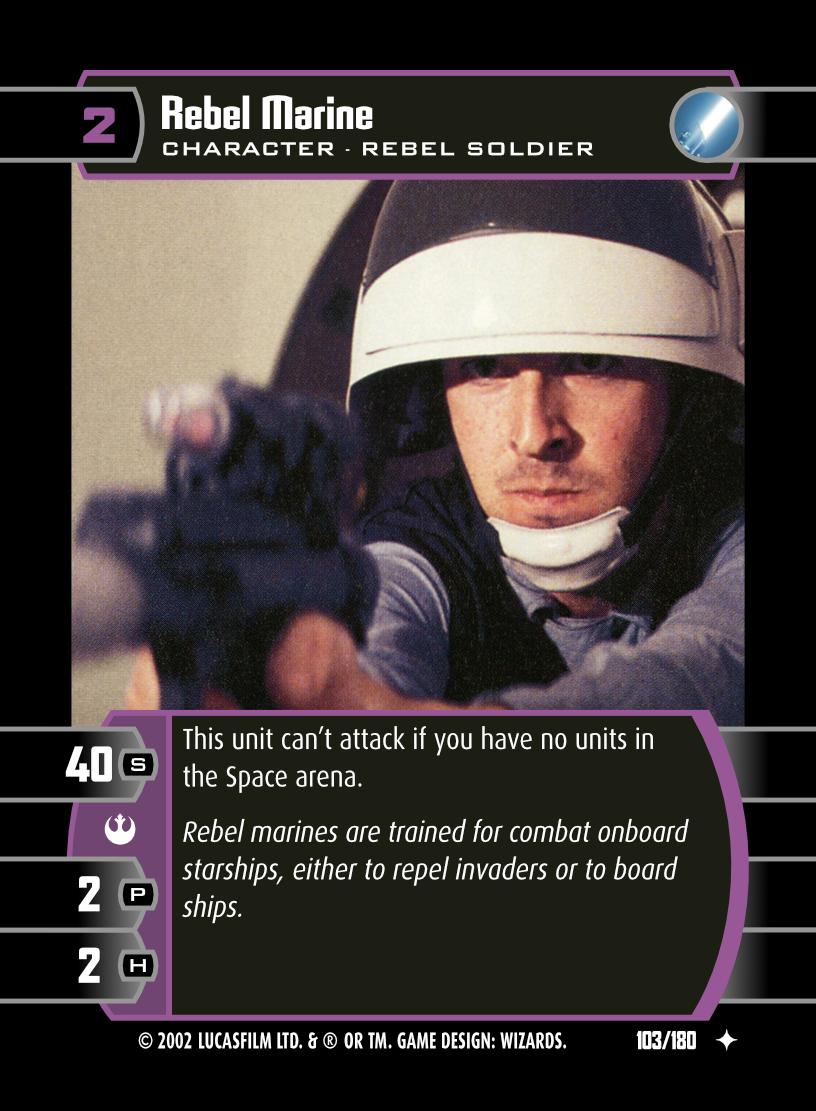 2
Rebel Marine
CHARACTER - REBEL SOLDIER
This unit can't attack if you have no units in
the Space arena.
Rebel marines are trained for combat onboard
starships, either to repel invaders or to board
ships.
40 S
2 P
2 H
© 2002 LUCASFILM LTD. & ® OR TM. GAME DESIGN: WIZARDS.
103/180